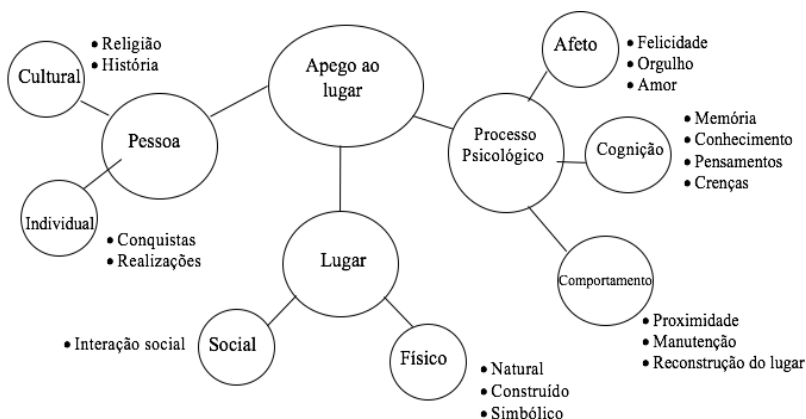 Apego ao
lugar
Pessoa
Cultural
• Religião
• História
Individual
• Conquistas
• Realizações
Lugar
Social
• Interação social
Físico
• Natural
• Construído
• Simbólico
Processo
Psicológico
Afeto
• Felicidade
• Orgulho
• Amor
Cognição
• Memória
• Conhecimento
• Pensamentos
• Crenças
Comportamento
• Proximidade
• Manutenção
• Reconstrução do lugar